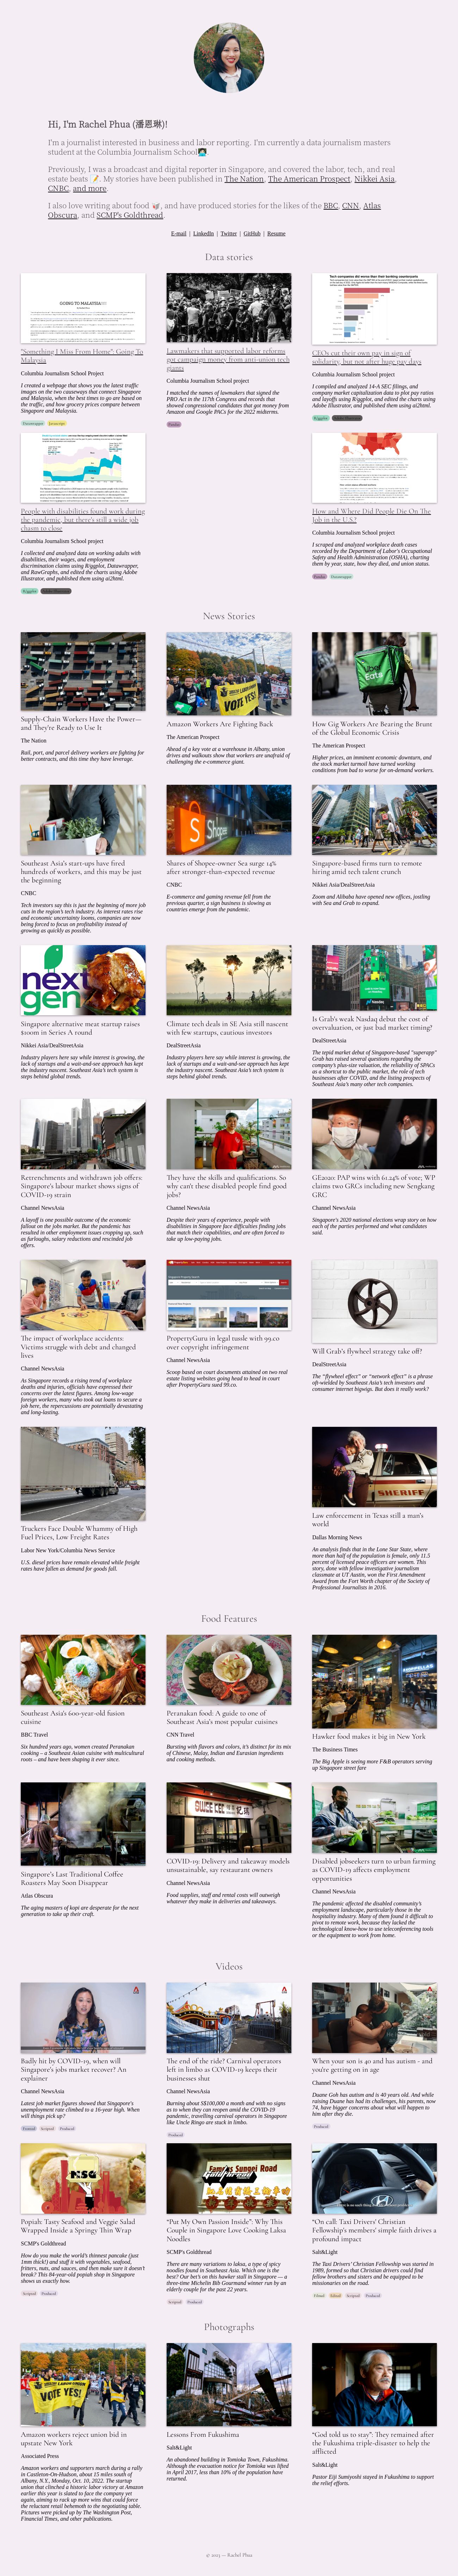 Hi, I'm Rachel Phua (潘恩琳)!
I'm a journalist interested in business and labor reporting. I'm currently a data journalism masters
student at the Columbia Journalism School
Previously, I was a broadcast and digital reporter in Singapore, and covered the labor, tech, and real
estate beats 📝. My stories have been published in The Nation, The American Prospect, Nikkei Asia,
CNBC, and more.
I also love writing about food 🥡, and have produced stories for the likes of the BBC, CNN, Atlas
Obscura, and SCMP's Goldthread.
E-mail | LinkedIn | Twitter | GitHub | Resume
Data stories
GOING TO MALAYSIA
"Something I Miss From Home": Going To
Malaysia
Columbia Journalism School Project
I created a webpage that shows you the latest traffic
images on the two causeways that connect Singapore
and Malaysia, when the best times to go are based
on the traffic, and how grocery prices compare between
Singapore and Malaysia.
Datawrapper Javascript
Lawmakers that supported labor reforms
got campaign money from anti-union tech
giants
Columbia Journalism School project
I matched the names of lawmakers that signed the
PRO Act in the 117th Congress and records that
showed congressional candidates who got money from
Amazon and Google PACs for the 2022 midterms.
Pandas
Tech companies did worse than their banking counterparts
CEOs cut their own pay in sign of
solidarity, but not after huge pay days
Columbia Journalism School project
I compiled and analyzed 14-A SEC filings, and
company market capitalization data to plot pay ratios
and layoffs using R/ggplot, and edited the charts using
Adobe Illustrator, and published them using ai2html.
R/ggplot Adobe Illustrator
People with disabilities found work during
the pandemic, but there's still a wide job
chasm to close
Columbia Journalism School project
I collected and analyzed data on working adults with
disabilities, their wages, and employment
discrimination claims using R/ggplot, Datawrapper,
and RawGraphs, and edited the charts using Adobe
Illustrator, and published them using ai2html.
R/ggplot Adobe Illustrator
How and Where Did People Die On The
Job in the U.S.?
Columbia Journalism School project
I scraped and analyzed workplace death cases
recorded by the Department of Labor's Occupational
Safety and Health Administration (OSHA), charting
them by year, state, how they died, and union status.
Pandas Datawrapper
News Stories
Supply-Chain Workers Have the Power—
and They're Ready to Use It
The Nation
Rail, port, and parcel delivery workers are fighting for
better contracts, and this time they have leverage.
VOTE YES!
Amazon Workers Are Fighting Back
The American Prospect
Ahead of a key vote at a warehouse in Albany, union
drives and walkouts show that workers are unafraid of
challenging the e-commerce giant.
Uber
Eats
How Gig Workers Are Bearing the Brunt
of the Global Economic Crisis
The American Prospect
Higher prices, an imminent economic downturn, and
the stock market turmoil have turned working
conditions from bad to worse for on-demand workers.
Southeast Asia's start-ups have fired
hundreds of workers, and this may be just
the beginning
CNBC
Tech investors say this is just the beginning of more job
cuts in the region's tech industry. As interest rates rise
and economic uncertainty looms, companies are now
being forced to focus on profitability instead of
growing as quickly as possible.
Shares of Shopee-owner Sea surge 14%
after stronger-than-expected revenue
CNBC
E-commerce and gaming revenue fell from the
previous quarter, a sign business is slowing as
countries emerge from the pandemic.
Singapore-based firms turn to remote
hiring amid tech talent crunch
Nikkei Asia/DealStreetAsia
Zoom and Alibaba have opened new offices, jostling
with Sea and Grab to expand.
next
gen
Singapore alternative meat startup raises
$100m in Series A round
Nikkei Asia/DealStreetAsia
Industry players here say while interest is growing, the
lack of startups and a wait-and-see approach has kept
the industry nascent. Southeast Asia's tech system is
steps behind global trends.
Climate tech deals in SE Asia still nascent
with few startups, cautious investors
DealStreetAsia
Industry players here say while interest is growing, the
lack of startups and a wait-and-see approach has kept
the industry nascent. Southeast Asia's tech system is
steps behind global trends.
Is Grab's weak Nasdaq debut the cost of
overvaluation, or just bad market timing?
DealStreetAsia
The tepid market debut of Singapore-based "superapp"
Grab has raised several questions regarding the
company's plus-size valuation, the reliability of SPACs
as a shortcut to the public market, the role of tech
businesses after COVID, and the listing prospects of
Southeast Asia's many other tech companies.
Retrenchments and withdrawn job offers:
Singapore's labour market shows signs of
COVID-19 strain
Channel NewsAsia
A layoff is one possible outcome of the economic
fallout on the jobs market. But the pandemic has
resulted in other employment issues cropping up, such
as furloughs, salary reductions and rescinded job
offers.
They have the skills and qualifications. So
why can't these disabled people find good
jobs?
Channel NewsAsia
Despite their years of experience, people with
disabilities in Singapore face difficulties finding jobs
that match their capabilities, and are often forced to
take up low-paying jobs.
GE2020: PAP wins with 61.24% of vote; WP
claims two GRCs including new Sengkang
GRC
Channel NewsAsia
Singapore's 2020 national elections wrap story on how
each of the parties performed and what candidates
said.
The impact of workplace accidents:
Victims struggle with debt and changed
lives
Channel NewsAsia
As Singapore records a rising trend of workplace
deaths and injuries, officials have expressed their
concerns over the latest figures. Among low-wage
foreign workers, many who took out loans to secure a
job here, the repercussions are potentially devastating
and long-lasting.
PropertyGuru in legal tussle with 99.co
over copyright infringement
Channel NewsAsia
Scoop based on court documents attained on two real
estate listing websites going head to head in court
after PropertyGuru sued 99.co.
Will Grab's flywheel strategy take off?
DealStreetAsia
The "flywheel effect" or "network effect" is a phrase
oft-wielded by Southeast Asia's tech investors and
consumer internet bigwigs. But does it really work?
Truckers Face Double Whammy of High
Fuel Prices, Low Freight Rates
Labor New York/Columbia News Service
U.S. diesel prices have remain elevated while freight
rates have fallen as demand for goods fall.
SHERIFF
Law enforcement in Texas still a man's
world
Dallas Morning News
An analysis finds that in the Lone Star State, where
more than half of the population is female, only 11.5
percent of licensed peace officers are women. This
story, done with fellow investigative journalism
classmate at UT Austin, won the First Amendment
Award from the Fort Worth chapter of the Society of
Professional Journalists in 2016.
Food Features
Southeast Asia's 600-year-old fusion
cuisine
BBC Travel
Six hundred years ago, women created Peranakan
cooking – a Southeast Asian cuisine with multicultural
roots – and have been shaping it ever since.
Peranakan food: A guide to one of
Southeast Asia's most popular cuisines
CNN Travel
Bursting with flavors and colors, it's distinct for its mix
of Chinese, Malay, Indian and Eurasian ingredients
and cooking methods.
Hawker food makes it big in New York
The Business Times
The Big Apple is seeing more F&B operators serving
up Singapore street fare
Singapore's Last Traditional Coffee
Roasters May Soon Disappear
Atlas Obscura
The aging masters of kopi are desperate for the next
generation to take up their craft.
COVID-19: Delivery and takeaway models
unsustainable, say restaurant owners
Channel NewsAsia
Food supplies, staff and rental costs will outweigh
whatever they make in deliveries and takeaways.
Disabled jobseekers turn to urban farming
as COVID-19 affects employment
opportunities
Channel NewsAsia
The pandemic affected the disabled community's
employment landscape, particularly those in the
hospitality industry. Many of them found it difficult to
pivot to remote work, because they lacked the
technological know-how to use teleconferencing tools
or the equipment to work from home.
Videos
Badly hit by COVID-19, when will
Singapore's jobs market recover? An
explainer
Channel NewsAsia
Latest job market figures showed that Singapore's
unemployment rate climbed to a 16-year high. When
will things pick up?
Scripted Produced
The end of the ride? Carnival operators
left in limbo as COVID-19 keeps their
businesses shut
Channel NewsAsia
Burning about S$100,000 a month and with no signs
as to when they can reopen amid the COVID-19
pandemic, travelling carnival operators in Singapore
like Uncle Ringo are stuck in limbo.
Produced
When your son is 40 and has autism - and
you're getting on in age
Channel NewsAsia
Duane Goh has autism and is 40 years old. And while
raising Duane has had its challenges, his parents, now
74, have bigger concerns about what will happen to
him after they die.
Produced
Popiah: Tasty Seafood and Veggie Salad
Wrapped Inside a Springy Thin Wrap
SCMP's Goldthread
How do you make the world's thinnest pancake (just
1mm thick) and stuff it with vegetables, seafood,
fritters, nuts, and sauces, and then make sure it doesn't
break? This 84-year-old popiah shop in Singapore
shows us exactly how.
Scripted Produced
Famous Sungei Road
"Put My Own Passion Inside": Why This
Couple in Singapore Love Cooking Laksa
Noodles
SCMP's Goldthread
There are many variations to laksa, a type of spicy
noodles found in Southeast Asia. Which one is the
best? Our bet's on this hawker stall in Singapore — a
three-time Michelin Bib Gourmand winner run by an
elderly couple for the past 22 years.
Scripted Produced
"On call: Taxi Drivers' Christian
Fellowship's members' simple faith drives a
profound impact
Salt&Light
The Taxi Drivers' Christian Fellowship was started in
1989, formed so that Christian drivers could find
fellow brothers and sisters and be equipped to be
missionaries on the road.
Filmed Edited Scripted Produced
Photographs
VOTE YES!
Amazon workers reject union bid in
upstate New York
Associated Press
Amazon workers and supporters march during a rally
in Castleton-On-Hudson, about 15 miles south of
Albany, N.Y., Monday, Oct. 10, 2022. The startup
union that clinched a historic labor victory at Amazon
earlier this year is slated to face the company yet
again, aiming to rack up more wins that could force
the reluctant retail behemoth to the negotiating table.
Pictures were picked up by The Washington Post,
Financial Times, and other publications.
Lessons From Fukushima
Salt&Light
An abandoned building in Tomioka Town, Fukushima.
Although the evacuation notice for Tomioka was lifted
in April 2017, less than 10% of the population have
returned.
"God told us to stay": They remained after
the Fukushima triple-disaster to help the
afflicted
Salt&Light
Pastor Eiji Sumiyoshi stayed in Fukushima to support
the relief efforts.
© 2023 — Rachel Phua